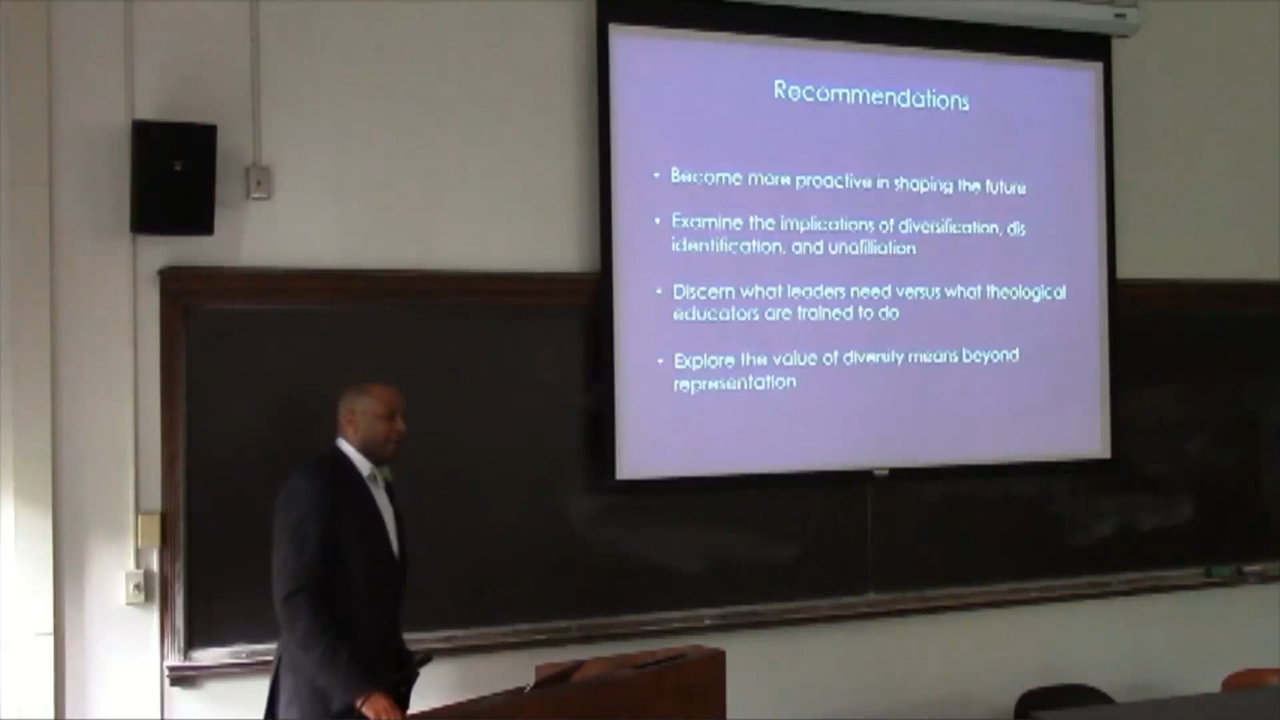 Recommendations
• Become more proactive in shaping the future
• Examine the implications of diversification, dis
identification, and unafilliation
• Discern what leaders need versus what theological
educators are trained to do
• Explore the value of diversity means beyond
representation